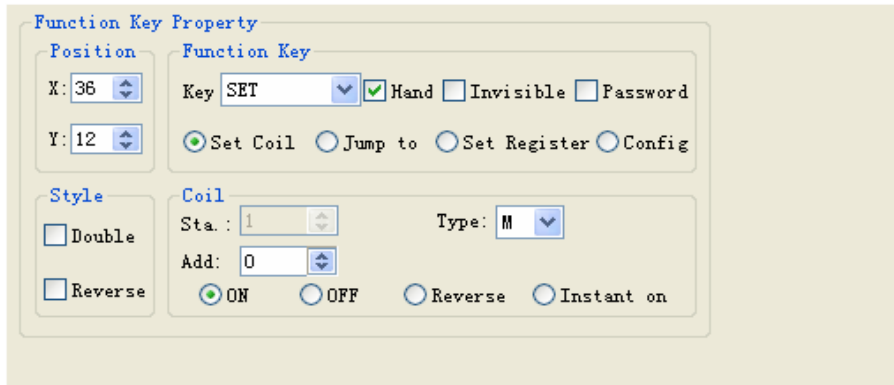 Function Key Property
Position
X: 36
Y: 12
Function Key
Key SET Hand Invisible Password
Set Coil Jump to Set Register Config
Style
Double
Reverse
Coil
Sta.: 1 Type: M
Add: 0
ON OFF Reverse Instant on